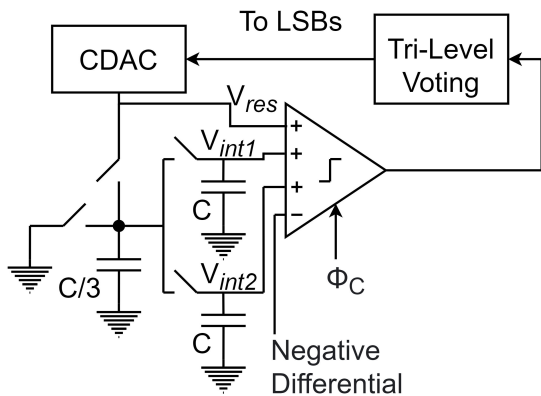 To LSBs
CDAC
Tri-Level
Voting
Vres
+
Vint1
+
+
C
−
C/3
Vint2
ΦC
C
Negative
Differential